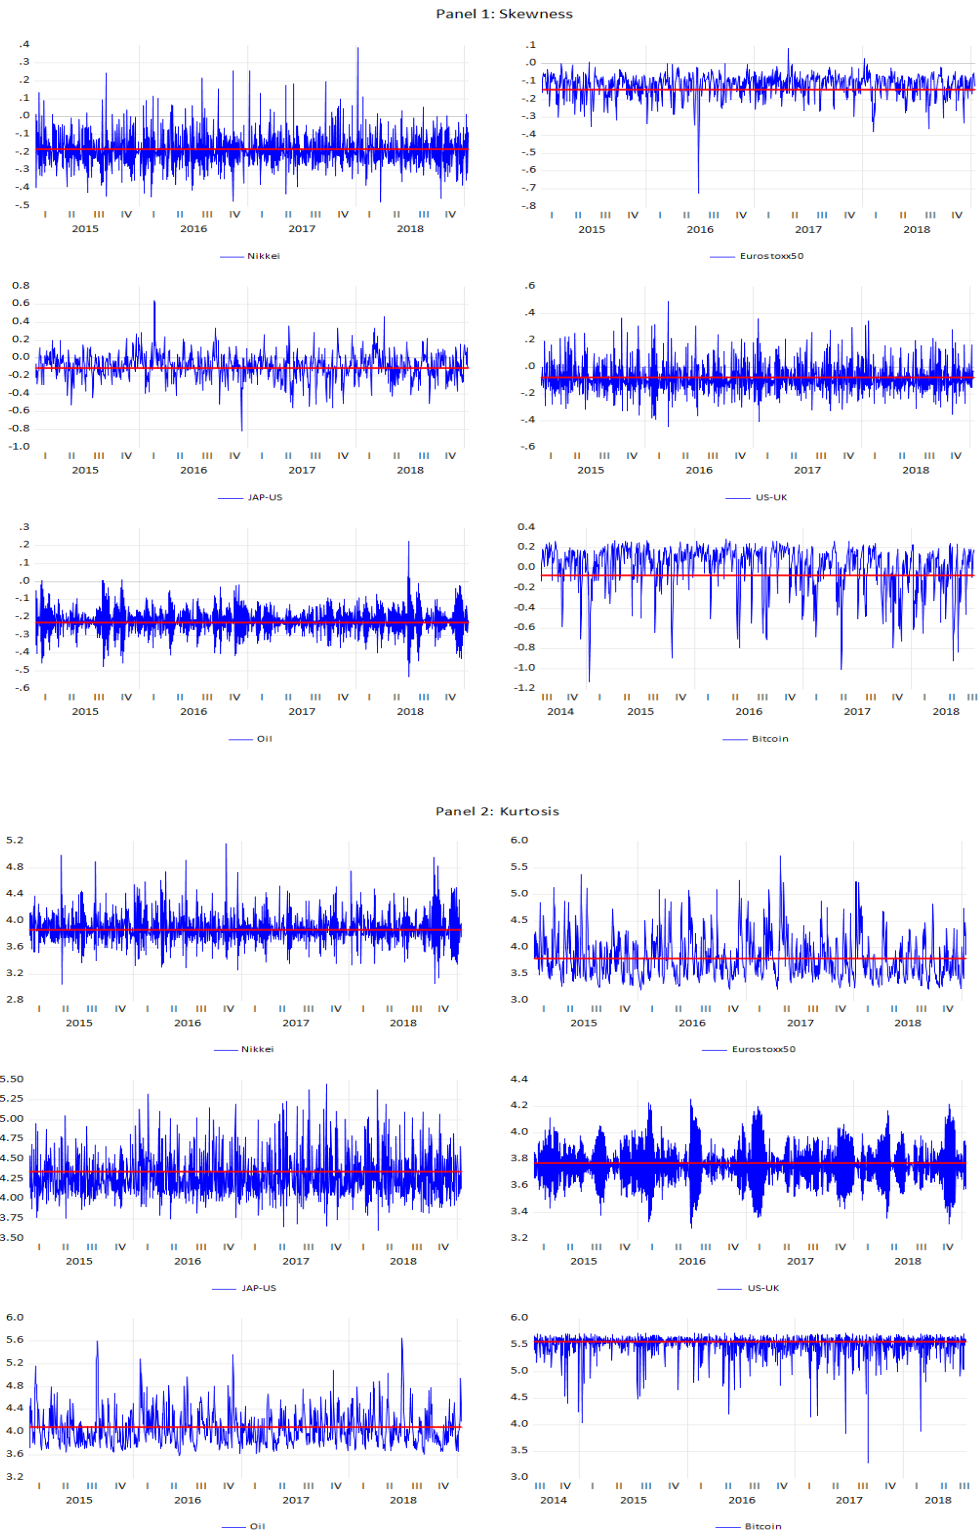 Panel 1: Skewness
.4
.3
.2
.1
.0
-.1
-.2
-.3
-.4
-.5
I II III IV I II III IV I II III IV I II III IV
2015 2016 2017 2018
Nikkei
.1
.0
-.1
-.2
-.3
-.4
-.5
-.6
-.7
-.8
I II III IV I II III IV I II III IV I II III IV
2015 2016 2017 2018
Eurostoxx50
0.8
0.6
0.4
0.2
0.0
-0.2
-0.4
-0.6
-0.8
-1.0
I II III IV I II III IV I II III IV I II III IV
2015 2016 2017 2018
JAP-US
.6
.4
.2
.0
-.2
-.4
-.6
I II III IV I II III IV I II III IV I II III IV
2015 2016 2017 2018
US-UK
.3
.2
.1
.0
-.1
-.2
-.3
-.4
-.5
-.6
I II III IV I II III IV I II III IV I II III IV
2015 2016 2017 2018
Oil
0.4
0.2
0.0
-0.2
-0.4
-0.6
-0.8
-1.0
-1.2
III IV I II III IV I II III IV I II III IV I II III
2014 2015 2016 2017 2018
Bitcoin
Panel 2: Kurtosis
5.2
4.8
4.4
4.0
3.6
3.2
2.8
I II III IV I II III IV I II III IV I II III IV
2015 2016 2017 2018
Nikkei
6.0
5.5
5.0
4.5
4.0
3.5
3.0
I II III IV I II III IV I II III IV I II III IV
2015 2016 2017 2018
Eurostoxx50
5.50
5.25
5.00
4.75
4.50
4.25
4.00
3.75
3.50
I II III IV I II III IV I II III IV I II III IV
2015 2016 2017 2018
JAP-US
4.4
4.2
4.0
3.8
3.6
3.4
3.2
I II III IV I II III IV I II III IV I II III IV
2015 2016 2017 2018
US-UK
6.0
5.6
5.2
4.8
4.4
4.0
3.6
3.2
I II III IV I II III IV I II III IV I II III IV
2015 2016 2017 2018
Oil
6.0
5.5
5.0
4.5
4.0
3.5
3.0
III IV I II III IV I II III IV I II III IV I II III
2014 2015 2016 2017 2018
Bitcoin